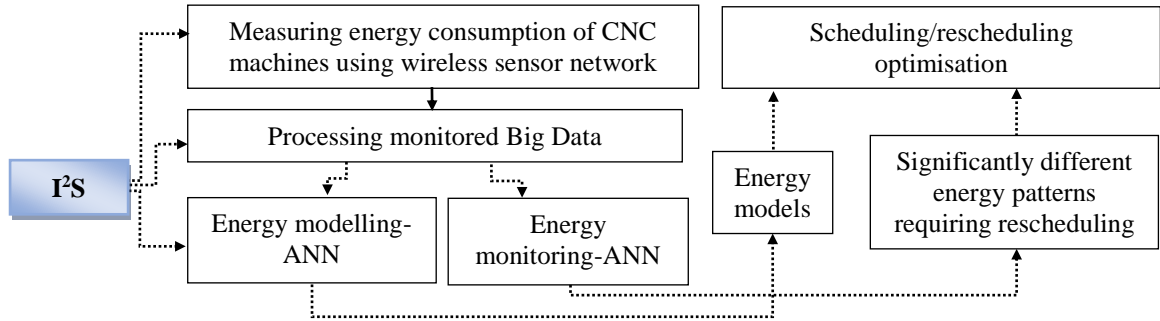 Measuring energy consumption of CNC
machines using wireless sensor network
Scheduling/rescheduling
optimisation
Processing monitored Big Data
I²S
Energy modelling-
ANN
Energy
monitoring-ANN
Energy
models
Significantly different
energy patterns
requiring rescheduling